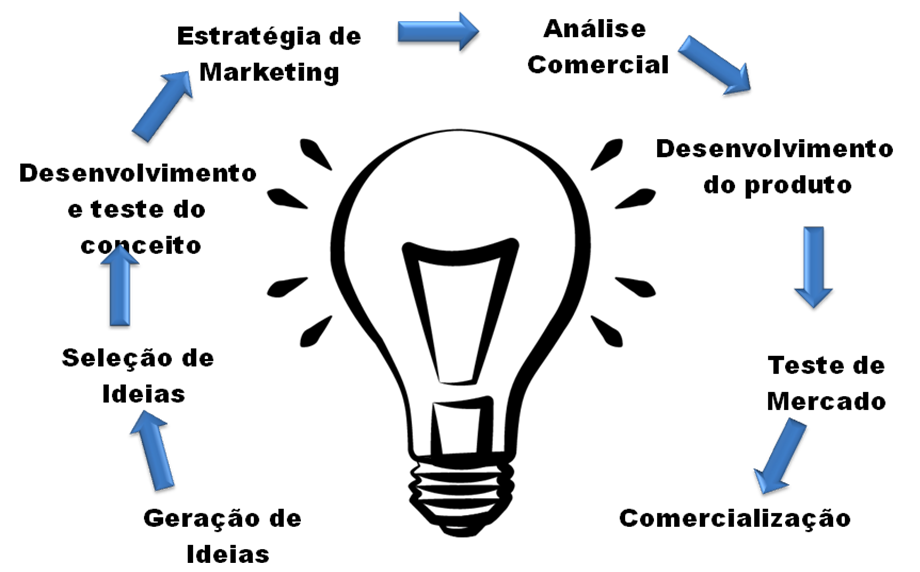 Estratégia de
Marketing
Análise
Comercial
Desenvolvimento
e teste do
conceito
Desenvolvimento
do produto
Seleção de
Ideias
Teste de
Mercado
Geração de
Ideias
Comercialização